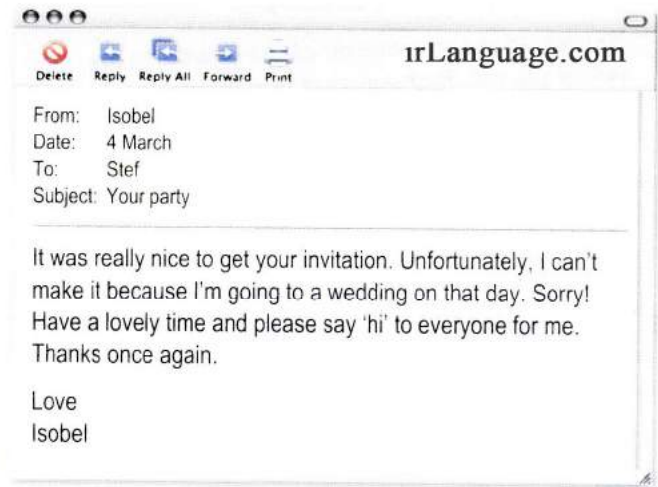 irLanguage.com
Delete Reply Reply All Forward Print
From: Isobel
Date: 4 March
To: Stef
Subject: Your party
It was really nice to get your invitation. Unfortunately, I can't
make it because I'm going to a wedding on that day. Sorry!
Have a lovely time and please say 'hi' to everyone for me.
Thanks once again.
Love
Isobel